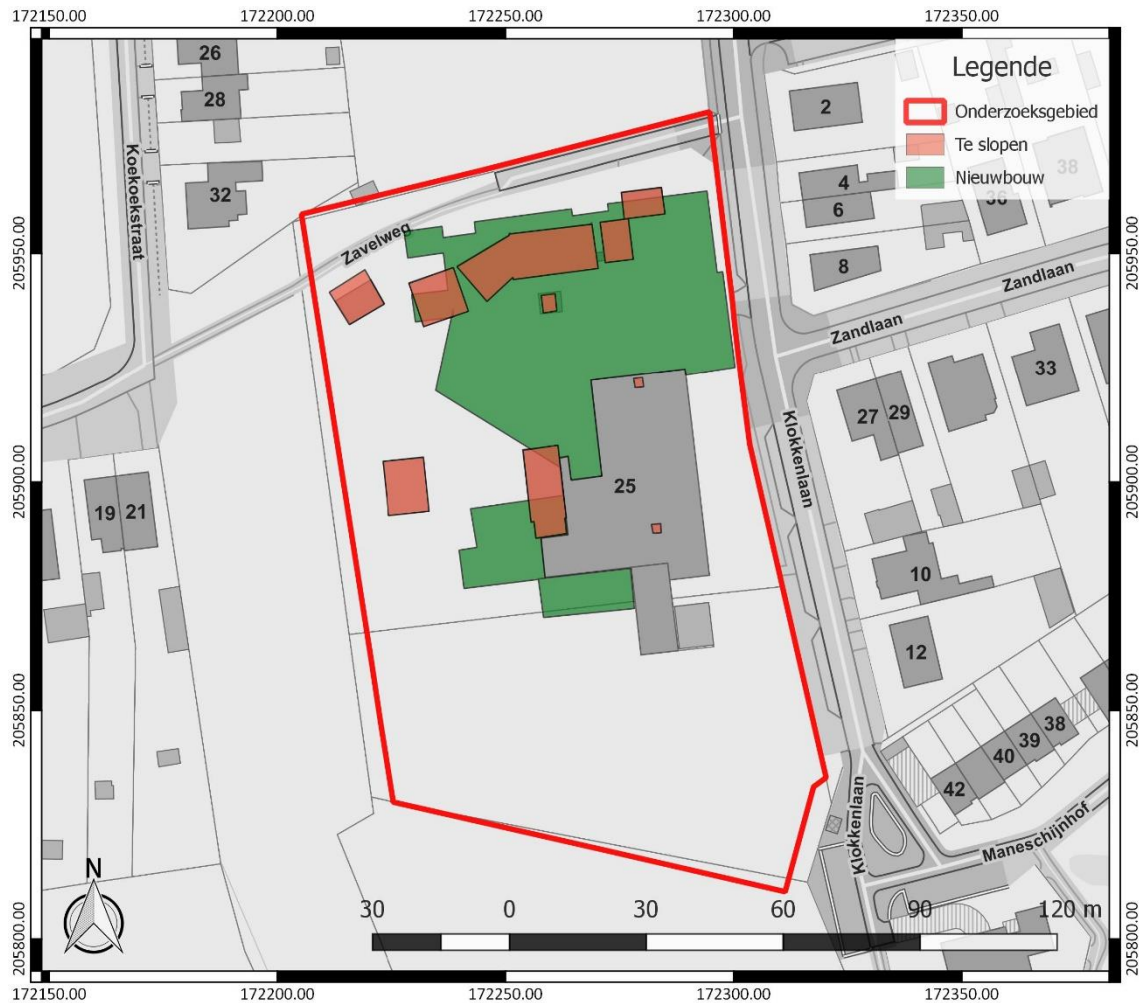 172150.00 172200.00 172250.00 172300.00 172350.00
Legende
Onderzoeksgebied
Te slopen
Nieuwbouw
26
28
32
Koekoekstraat
Zavelweg
2
4
6
8
36
38
Zandlaan
Zandlaan
27 29
33
Klokkenlaan
25
19 21
10
12
38
39
40
42
Klokkenlaan
Maneschijnhof
N
30 0 30 60 90 120 m
205950.00
205900.00
205850.00
205800.00
205950.00
205900.00
205850.00
205800.00
172150.00 172200.00 172250.00 172300.00 172350.00